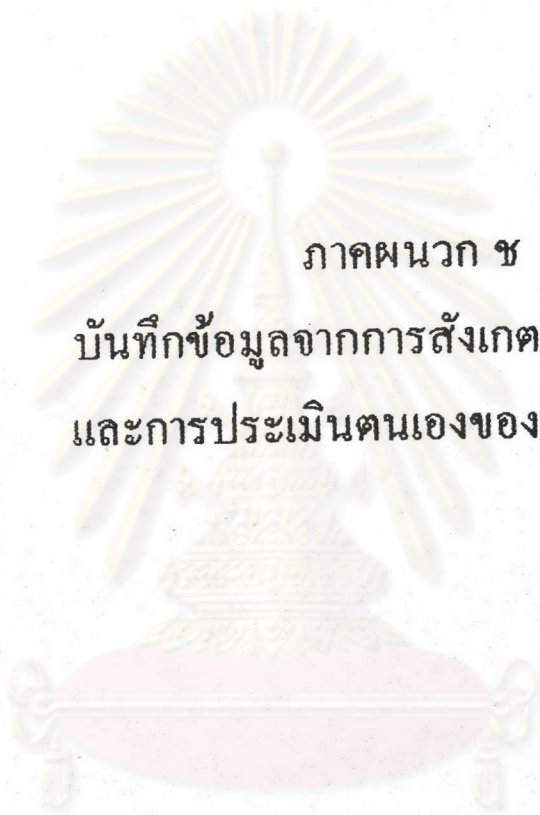 ภาคผนวก ช
บันทึกข้อมูลจากการสังเกต
และการประเมินตนเองของ